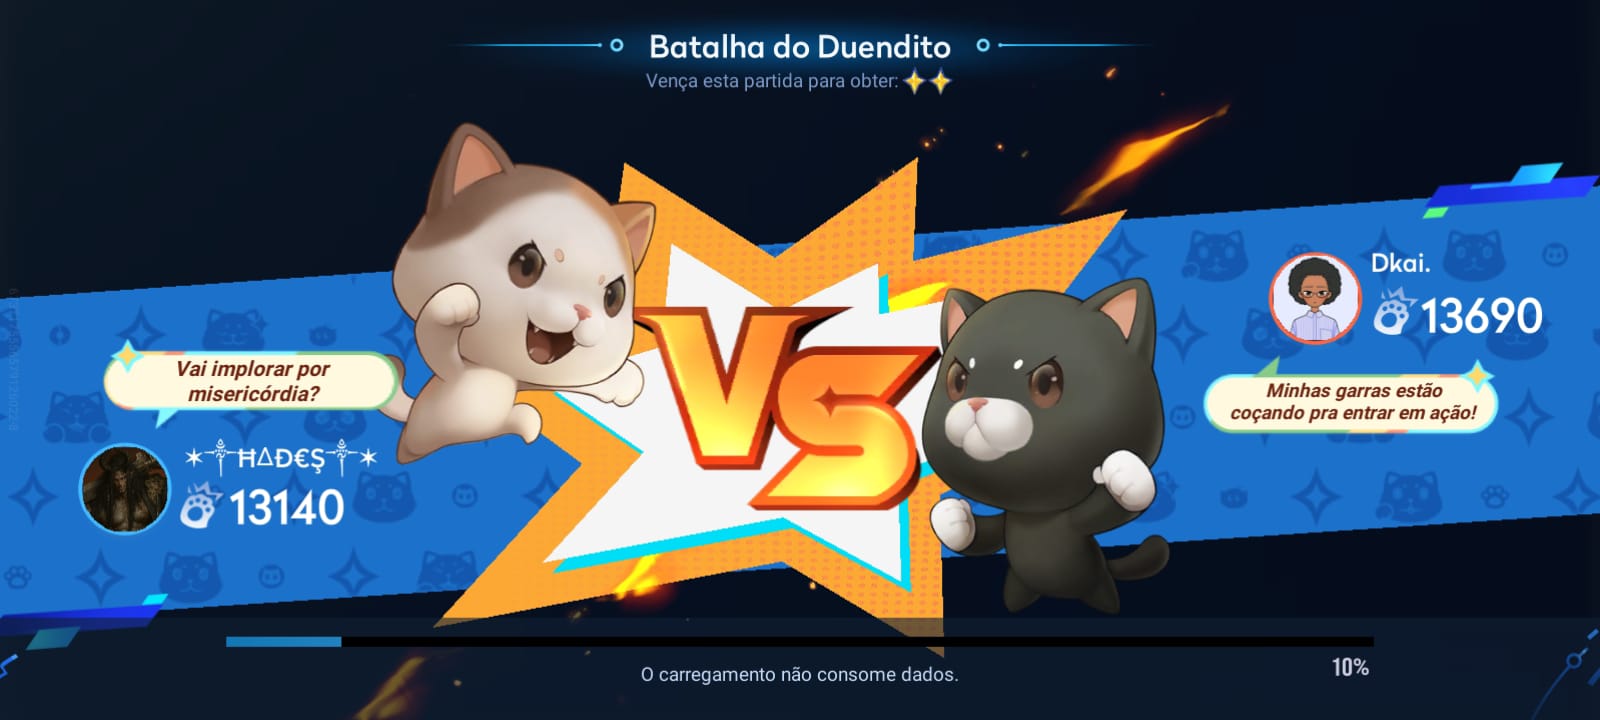 Batalha do Duendito
Vença esta partida para obter:
VS
Dkai.
13690
Vai implorar por
misericórdia?
Minhas garras estão
coçando pra entrar em ação!
✶༒ĦΔĐ€Ş༒✶
13140
O carregamento não consome dados.
10%